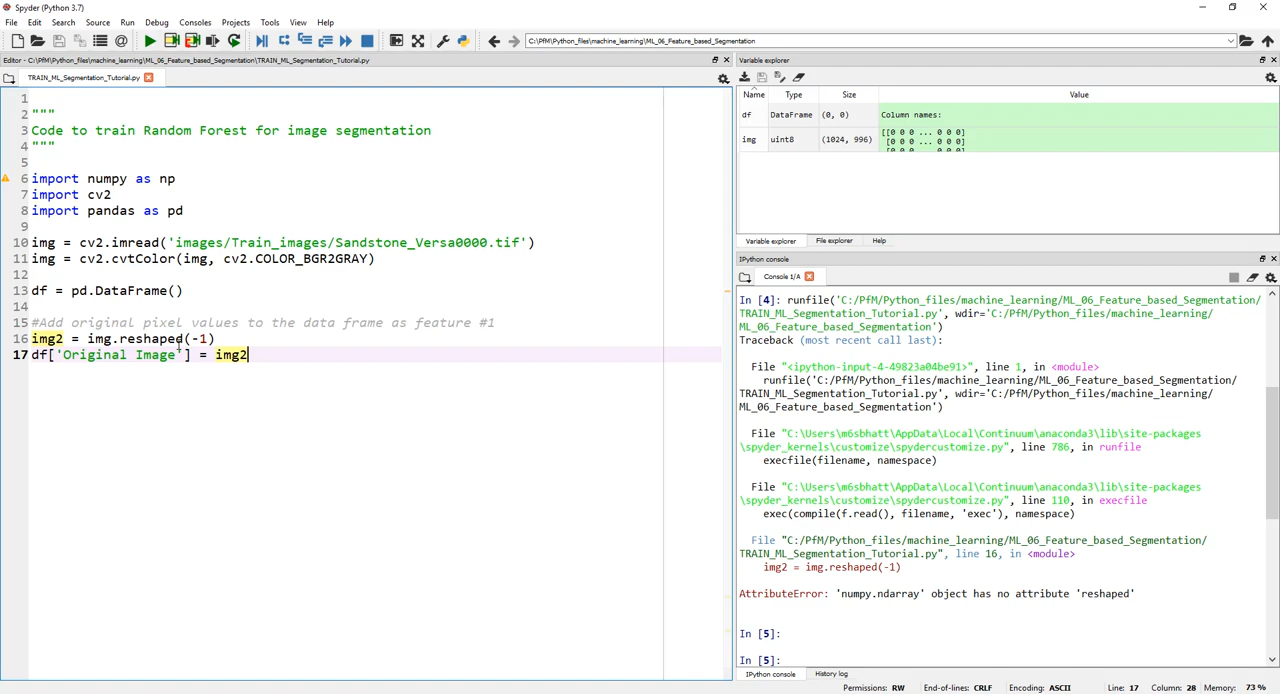 Spyder (Python 3.7)
File Edit Search Source Run Debug Consoles Projects Tools View Help
C:\PfM\Python_files\machine_learning\ML_06_Feature_based_Segmentation
Editor - C:\PfM\Python_files\machine_learning\ML_06_Feature_based_Segmentation\TRAIN_ML_Segmentation_Tutorial.py
TRAIN_ML_Segmentation_Tutorial.py
1
2 """
3 Code to train Random Forest for image segmentation
4 """
5
6 import numpy as np
7 import cv2
8 import pandas as pd
9
10 img = cv2.imread('images/Train_images/Sandstone_Versa0000.tif')
11 img = cv2.cvtColor(img, cv2.COLOR_BGR2GRAY)
12
13 df = pd.DataFrame()
14
15 #Add original pixel values to the data frame as feature #1
16 img2 = img.reshaped(-1)
17 df['Original Image'] = img2
Variable explorer
Name Type Size Value
df DataFrame (0, 0) Column names:
img uint8 (1024, 996) [[0 0 0 ... 0 0 0]
[0 0 0 ... 0 0 0]
[0 0 0 ... 0 0 0]
Variable explorer File explorer Help
IPython console
Console 1/A
In [4]: runfile('C:/PfM/Python_files/machine_learning/ML_06_Feature_based_Segmentation/
TRAIN_ML_Segmentation_Tutorial.py', wdir='C:/PfM/Python_files/machine_learning/
ML_06_Feature_based_Segmentation')
Traceback (most recent call last):
File "<ipython-input-4-49823a04be91>", line 1, in <module>
runfile('C:/PfM/Python_files/machine_learning/ML_06_Feature_based_Segmentation/
TRAIN_ML_Segmentation_Tutorial.py', wdir='C:/PfM/Python_files/machine_learning/
ML_06_Feature_based_Segmentation')
File "C:\Users\m6sbhatt\AppData\Local\Continuum\anaconda3\lib\site-packages
\spyder_kernels\customize\spydercustomize.py", line 786, in runfile
execfile(filename, namespace)
File "C:\Users\m6sbhatt\AppData\Local\Continuum\anaconda3\lib\site-packages
\spyder_kernels\customize\spydercustomize.py", line 110, in execfile
exec(compile(f.read(), filename, 'exec'), namespace)
File "C:/PfM/Python_files/machine_learning/ML_06_Feature_based_Segmentation/
TRAIN_ML_Segmentation_Tutorial.py", line 16, in <module>
img2 = img.reshaped(-1)
AttributeError: 'numpy.ndarray' object has no attribute 'reshaped'
In [5]:
In [5]:
IPython console History log
Permissions: RW End-of-lines: CRLF Encoding: ASCII Line: 17 Column: 28 Memory: 73 %